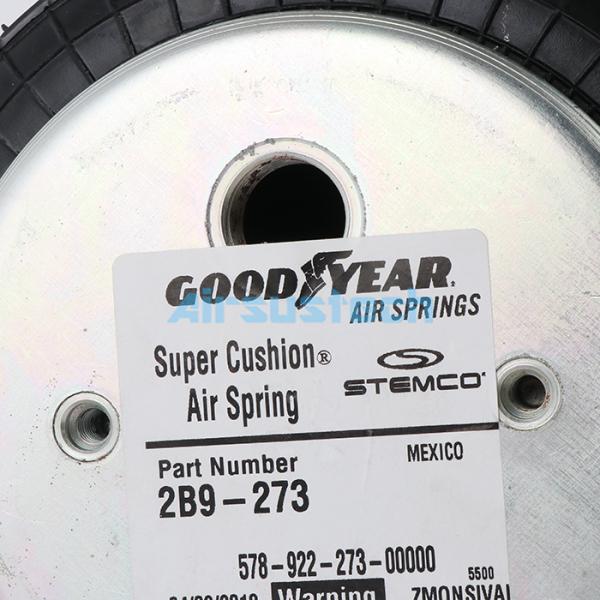 GOODYEAR
AIR SPRINGS
Airsustech
Super Cushion®
Air Spring
STEMCO
Part Number
MEXICO
2B9-273
578-922-273-00000
5500
Warning